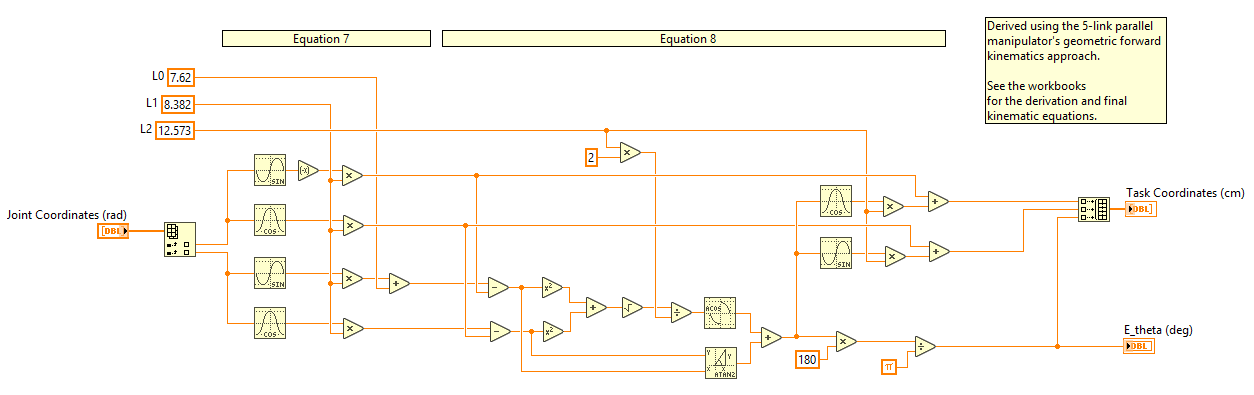 Equation 7
Equation 8
Derived using the 5-link parallel
manipulator's geometric forward
kinematics approach.
See the workbooks
for the derivation and final
kinematic equations.
L0 7.62
L1 8.382
L2 12.573
2
SIN
(-x)
COS
SIN
COS
Joint Coordinates (rad)
DBL
x²
x²
ACOS
Y
X
ATAN2
COS
SIN
180
π
Task Coordinates (cm)
DBL
E_theta (deg)
DBL